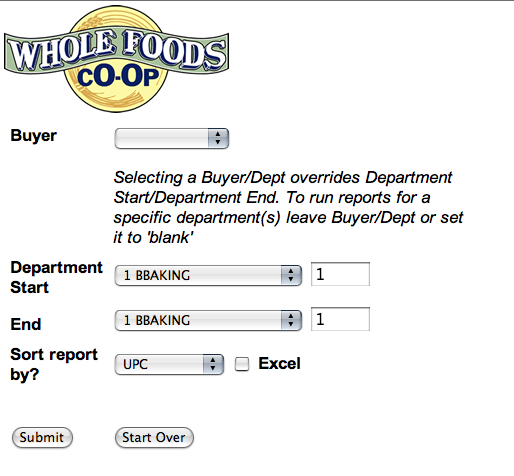 WHOLE FOODS
CO-OP
Buyer
Selecting a Buyer/Dept overrides Department
Start/Department End. To run reports for a
specific department(s) leave Buyer/Dept or set
it to 'blank'
Department
Start
1 BBAKING
1
End
1 BBAKING
1
Sort report
by?
UPC
Excel
Submit
Start Over